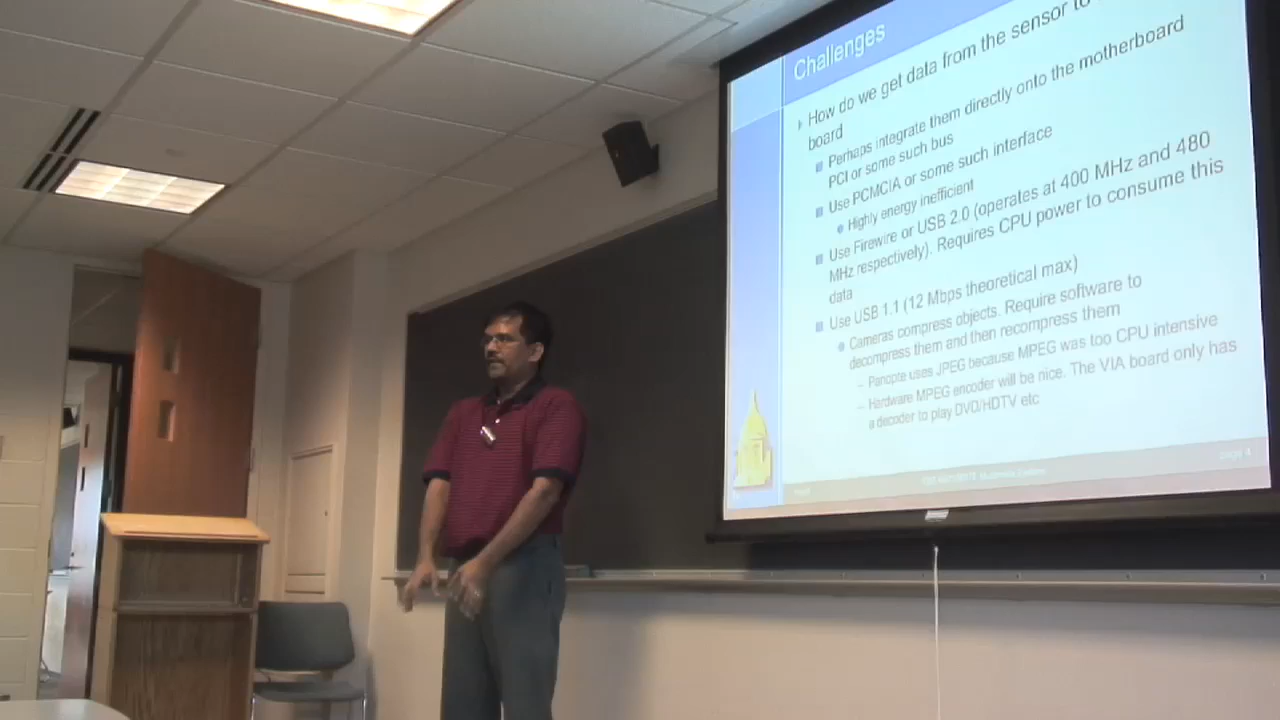 Challenges
How do we get data from the sensor to
board
Perhaps integrate them directly onto the motherboard
PCI or some such bus
Use PCMCIA or some such interface
Highly energy inefficient
Use Firewire or USB 2.0 (operates at 400 MHz and 480
MHz respectively). Requires CPU power to consume this
data
Use USB 1.1 (12 Mbps theoretical max)
Cameras compress objects. Require software to
decompress them and then recompress them
– Panopte uses JPEG because MPEG was too CPU intensive
– Hardware MPEG encoder will be nice. The VIA board only has
a decoder to play DVD/HDTV etc
page 4